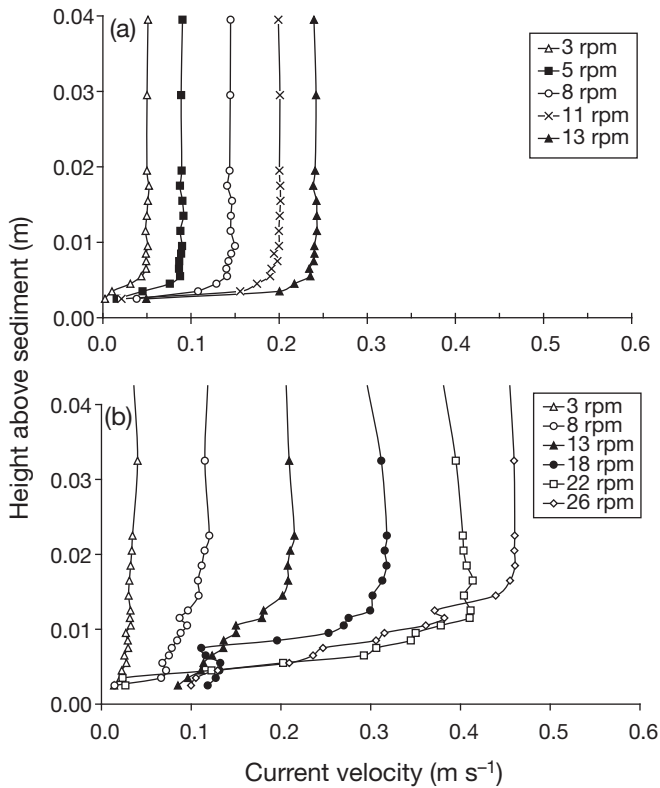 (a)
3 rpm
5 rpm
8 rpm
11 rpm
13 rpm
0.04
0.03
0.02
0.01
0.00
0.0 0.1 0.2 0.3 0.4 0.5 0.6
Height above sediment (m)
(b)
3 rpm
8 rpm
13 rpm
18 rpm
22 rpm
26 rpm
0.04
0.03
0.02
0.01
0.00
0.0 0.1 0.2 0.3 0.4 0.5 0.6
Current velocity (m s⁻¹)